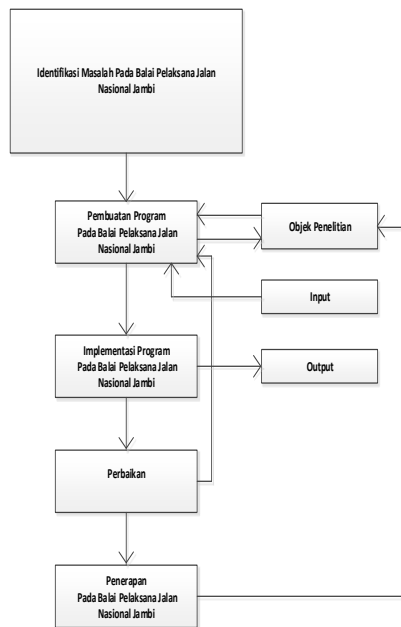 Identifikasi Masalah Pada Balai Pelaksana Jalan
Nasional Jambi
Pembuatan Program
Pada Balai Pelaksana Jalan
Nasional Jambi
Objek Penelitian
Input
Implementasi Program
Pada Balai Pelaksana Jalan
Nasional Jambi
Output
Perbaikan
Penerapan
Pada Balai Pelaksana Jalan
Nasional Jambi